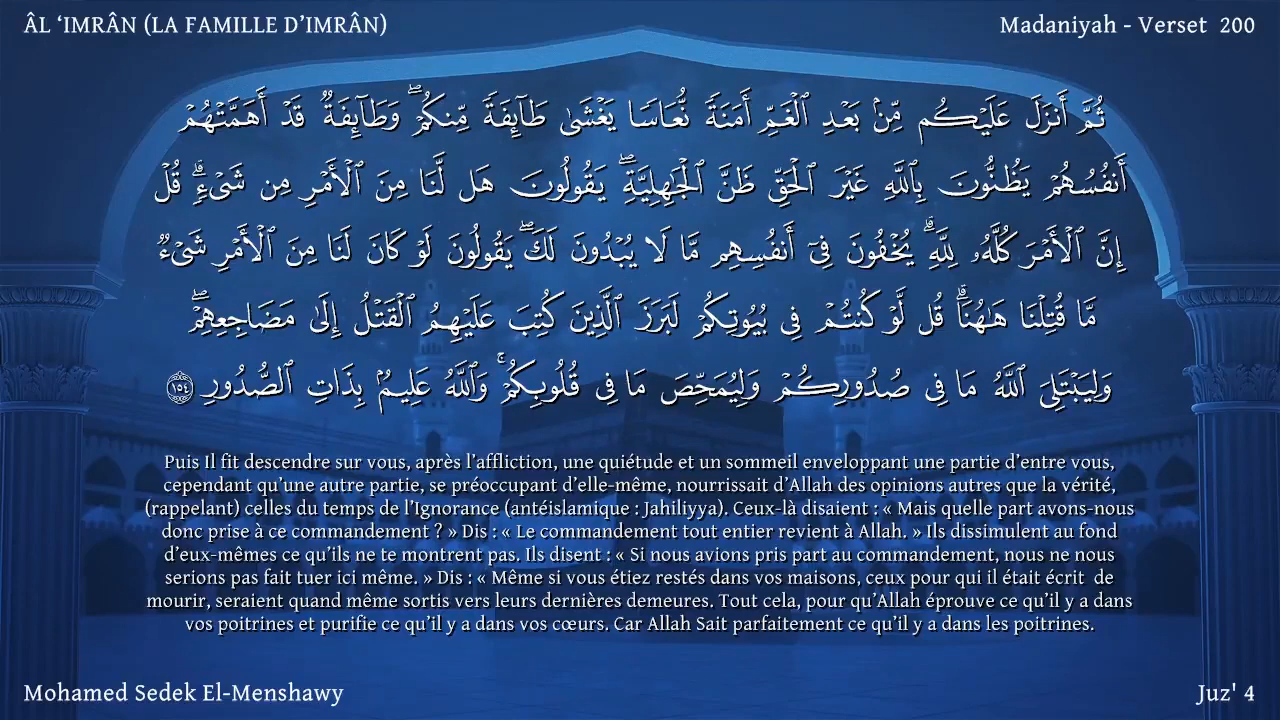 ÂL ‘IMRÂN (LA FAMILLE D’IMRÂN)
Madaniyah - Verset  200
ثُمَّ أَنزَلَ عَلَيْكُم مِّنۢ بَعْدِ ٱلْغَمِّ أَمَنَةً نُّعَاسًا يَغْشَىٰ طَآئِفَةً مِّنكُمْ ۖ وَطَآئِفَةٌ قَدْ أَهَمَّتْهُمْ
أَنفُسُهُمْ يَظُنُّونَ بِٱللَّهِ غَيْرَ ٱلْحَقِّ ظَنَّ ٱلْجَٰهِلِيَّةِ ۖ يَقُولُونَ هَل لَّنَا مِنَ ٱلْأَمْرِ مِن شَىْءٍ ۗ قُلْ
إِنَّ ٱلْأَمْرَ كُلَّهُۥ لِلَّهِ ۗ يُخْفُونَ فِىٓ أَنفُسِهِم مَّا لَا يُبْدُونَ لَكَ ۖ يَقُولُونَ لَوْ كَانَ لَنَا مِنَ ٱلْأَمْرِ شَىْءٌ
مَّا قُتِلْنَا هَٰهُنَا ۗ قُل لَّوْ كُنتُمْ فِى بُيُوتِكُمْ لَبَرَزَ ٱلَّذِينَ كُتِبَ عَلَيْهِمُ ٱلْقَتْلُ إِلَىٰ مَضَاجِعِهِمْ ۖ
وَلِيَبْتَلِىَ ٱللَّهُ مَا فِى صُدُورِكُمْ وَلِيُمَحِّصَ مَا فِى قُلُوبِكُمْ ۚ وَٱللَّهُ عَلِيمٌۢ بِذَاتِ ٱلصُّدُورِ ١٥٤
Puis Il fit descendre sur vous, après l’affliction, une quiétude et un sommeil enveloppant une partie d’entre vous,
cependant qu’une autre partie, se préoccupant d’elle-même, nourrissait d’Allah des opinions autres que la vérité,
(rappelant) celles du temps de l’Ignorance (antéislamique : Jahiliyya). Ceux-là disaient : « Mais quelle part avons-nous
donc prise à ce commandement ? » Dis : « Le commandement tout entier revient à Allah. » Ils dissimulent au fond
d’eux-mêmes ce qu’ils ne te montrent pas. Ils disent : « Si nous avions pris part au commandement, nous ne nous
serions pas fait tuer ici même. » Dis : « Même si vous étiez restés dans vos maisons, ceux pour qui il était écrit  de
mourir, seraient quand même sortis vers leurs dernières demeures. Tout cela, pour qu’Allah éprouve ce qu’il y a dans
vos poitrines et purifie ce qu’il y a dans vos cœurs. Car Allah Sait parfaitement ce qu’il y a dans les poitrines.
Mohamed Sedek El-Menshawy
Juz' 4